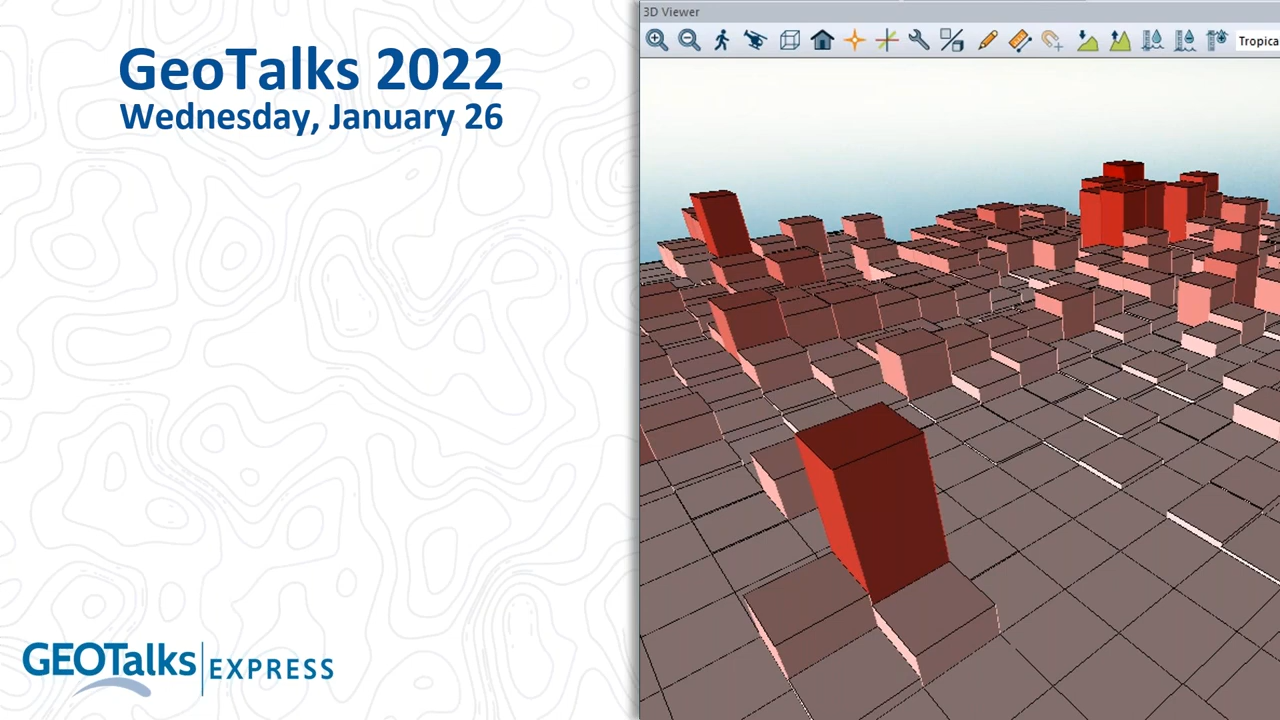 GeoTalks 2022
Wednesday, January 26
GEOTalks EXPRESS
3D Viewer
Tropica